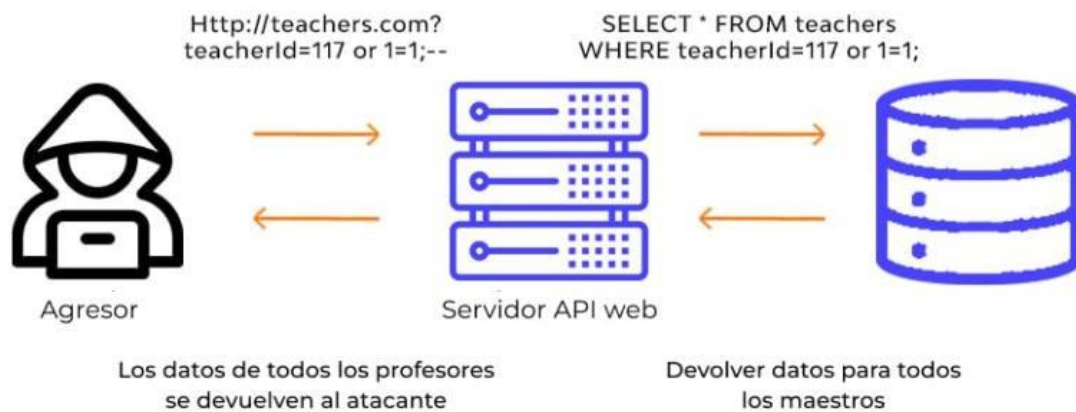 Http://teachers.com?
teacherId=117 or 1=1;--
SELECT * FROM teachers
WHERE teacherId=117 or 1=1;
Agresor
Servidor API web
Los datos de todos los profesores
se devuelven al atacante
Devolver datos para todos
los maestros